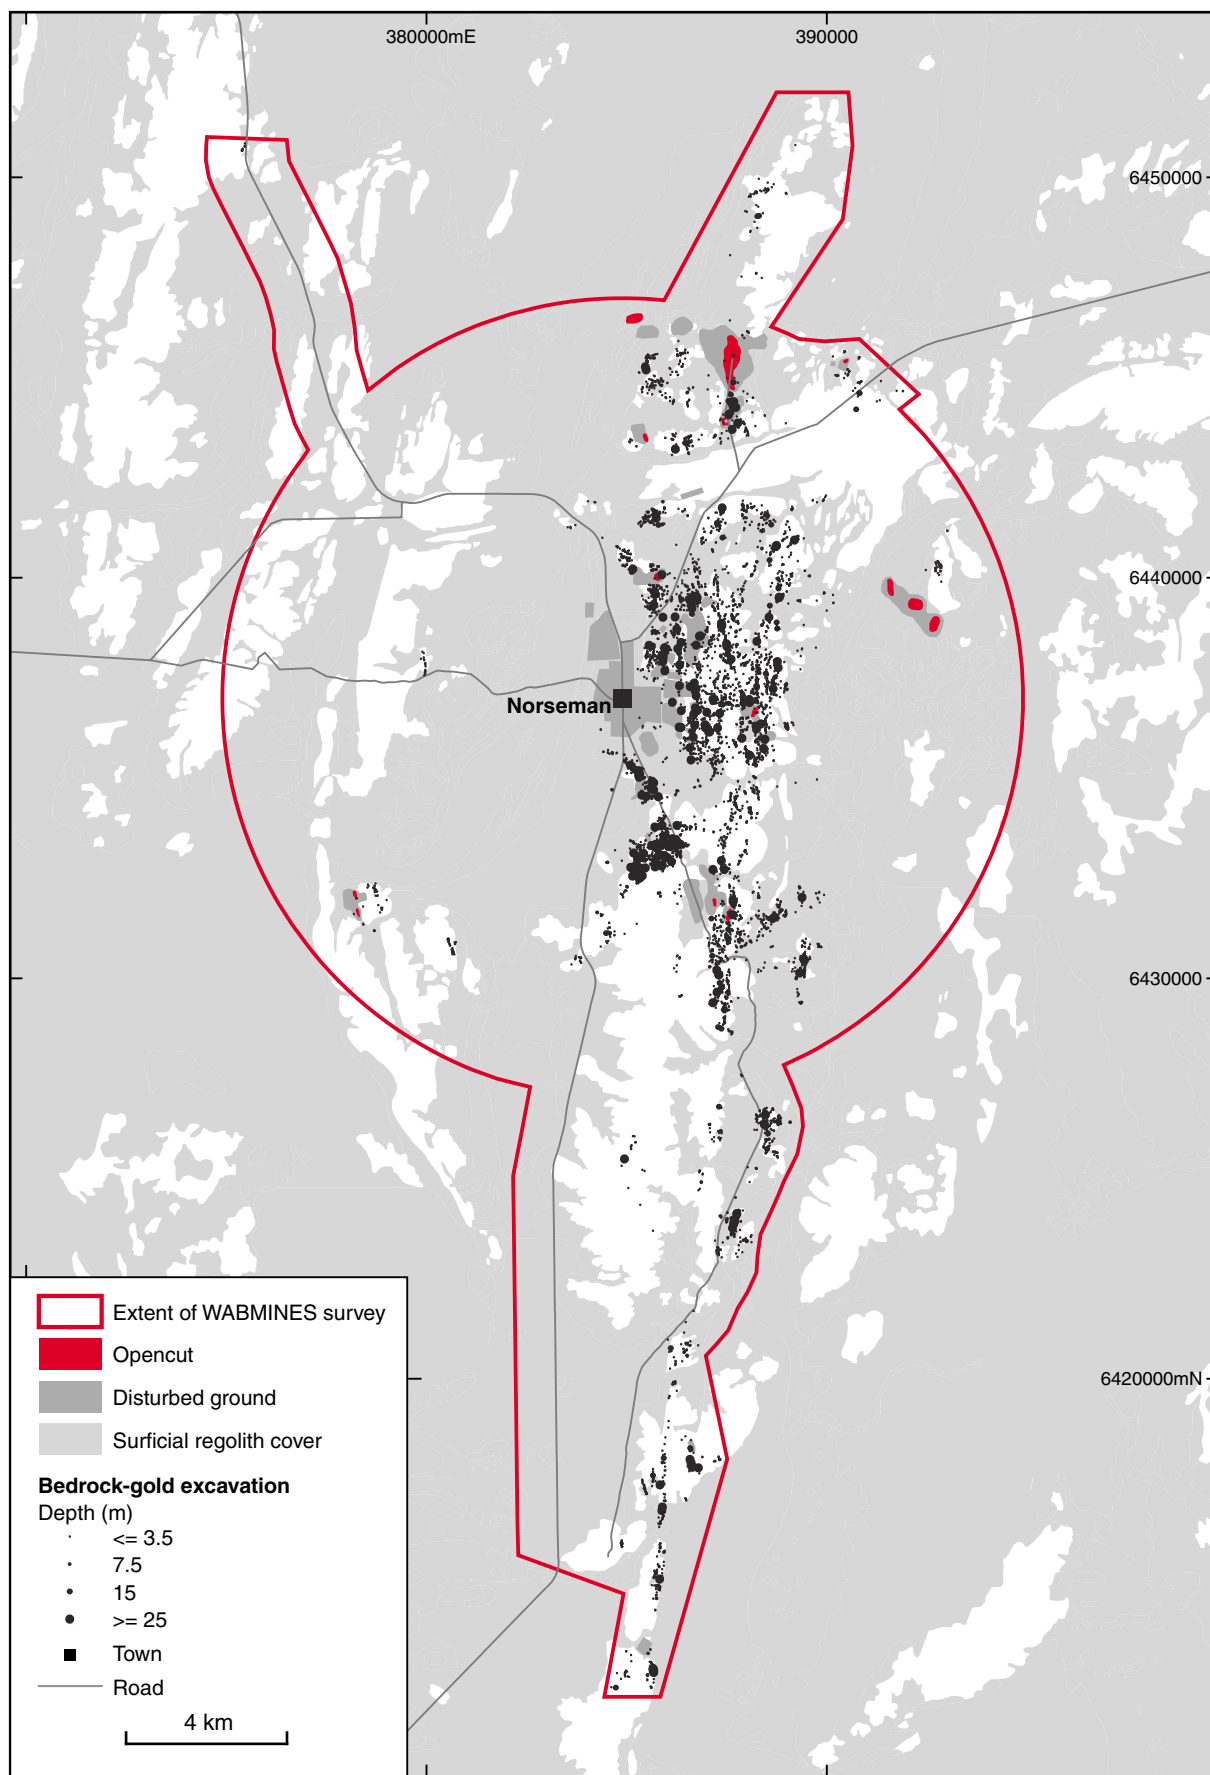 380000mE 390000
6450000
6440000
Norseman
6430000
6420000mN
Extent of WABMINES survey
Opencut
Disturbed ground
Surficial regolith cover
Bedrock-gold excavation
Depth (m)
<= 3.5
7.5
15
>= 25
Town
Road
4 km